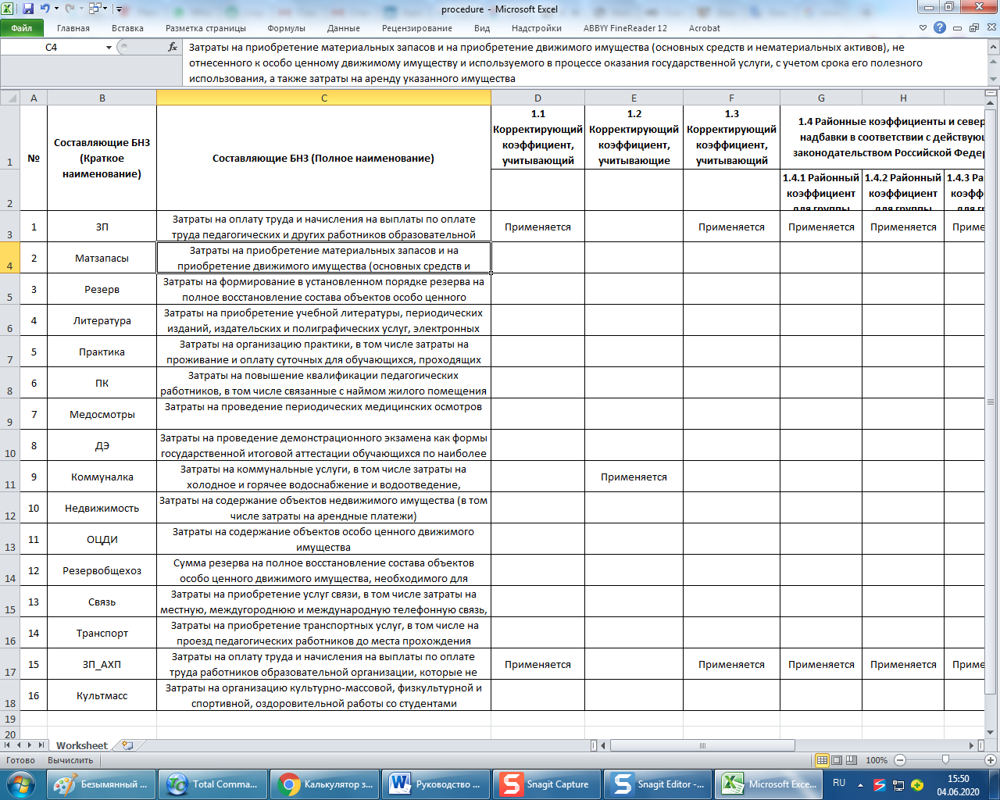 procedure - Microsoft Excel
Файл Главная Вставка Разметка страницы Формулы Данные Рецензирование Вид Надстройки ABBYY FineReader 12 Acrobat
C4 fx Затраты на приобретение материальных запасов и на приобретение движимого имущества (основных средств и нематериальных активов), не
отнесенного к особо ценному движимому имуществу и используемого в процессе оказания государственной услуги, с учетом срока его полезного
использования, а также затраты на аренду указанного имущества
A B C D E F G H
1 № Составляющие БНЗ (Краткое наименование) Составляющие БНЗ (Полное наименование) 1.1 Корректирующий коэффициент, учитывающий 1.2 Корректирующий коэффициент, учитывающие 1.3 Корректирующий коэффициент, учитывающий 1.4 Районные коэффициенты и север надбавки в соответствии с действую законодательством Российской Федер
2 1.4.1 Районный коэффициент для группы 1.4.2 Районный коэффициент для группы 1.4.3 Ра коэфф для г
3 1 ЗП Затраты на оплату труда и начисления на выплаты по оплате труда педагогических и других работников образовательной Применяется Применяется Применяется Применяется Приме
4 2 Матзапасы Затраты на приобретение материальных запасов и на приобретение движимого имущества (основных средств и
5 3 Резерв Затраты на формирование в установленном порядке резерва на полное восстановление состава объектов особо ценного
6 4 Литература Затраты на приобретение учебной литературы, периодических изданий, издательских и полиграфических услуг, электронных
7 5 Практика Затраты на организацию практики, в том числе затраты на проживание и оплату суточных для обучающихся, проходящих
8 6 ПК Затраты на повышение квалификации педагогических работников, в том числе связанные с наймом жилого помещения
9 7 Медосмотры Затраты на проведение периодических медицинских осмотров
10 8 ДЭ Затраты на проведение демонстрационного экзамена как формы государственной итоговой аттестации обучающихся по наиболее
11 9 Коммуналка Затраты на коммунальные услуги, в том числе затраты на холодное и горячее водоснабжение и водоотведение, Применяется
12 10 Недвижимость Затраты на содержание объектов недвижимого имущества (в том числе затраты на арендные платежи)
13 11 ОЦДИ Затраты на содержание объектов особо ценного движимого имущества
14 12 Резервобщехоз Сумма резерва на полное восстановление состава объектов особо ценного движимого имущества, необходимого для
15 13 Связь Затраты на приобретение услуг связи, в том числе затраты на местную, междугороднюю и международную телефонную связь,
16 14 Транспорт Затраты на приобретение транспортных услуг, в том числе на проезд педагогических работников до места прохождения
17 15 ЗП_АХП Затраты на оплату труда и начисления на выплаты по оплате труда работников образовательной организации, которые не Применяется Применяется Применяется Применяется Приме
18 16 Культмасс Затраты на организацию культурно-массовой, физкультурной и спортивной, оздоровительной работы со студентами
19
20
Worksheet
Готово Вычислить 100%
Безымянный ... Total Comma... Калькулятор з... Руководство ... Snagit Capture Snagit Editor -... Microsoft Exce... RU 15:50
04.06.2020